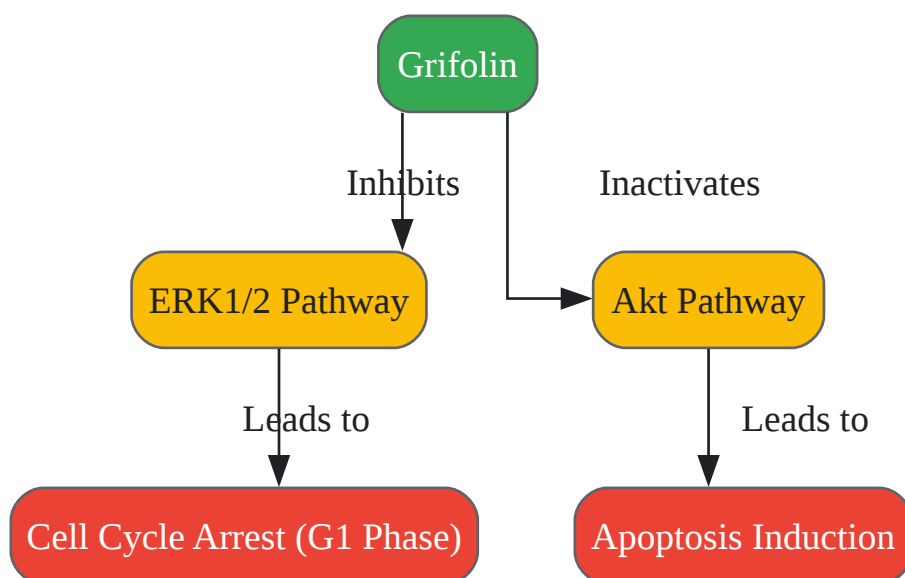 Grifolin
Inhibits
Inactivates
ERK1/2 Pathway
Akt Pathway
Leads to
Leads to
Cell Cycle Arrest (G1 Phase)
Apoptosis Induction